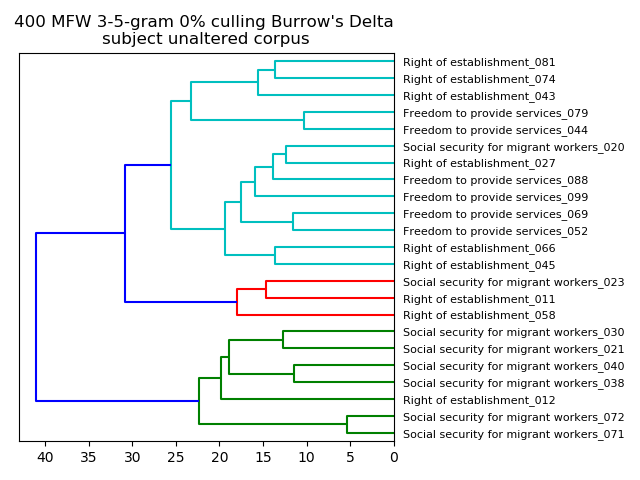 400 MFW 3-5-gram 0% culling Burrow's Delta
subject unaltered corpus
Right of establishment_081
Right of establishment_074
Right of establishment_043
Freedom to provide services_079
Freedom to provide services_044
Social security for migrant workers_020
Right of establishment_027
Freedom to provide services_088
Freedom to provide services_099
Freedom to provide services_069
Freedom to provide services_052
Right of establishment_066
Right of establishment_045
Social security for migrant workers_023
Right of establishment_011
Right of establishment_058
Social security for migrant workers_030
Social security for migrant workers_021
Social security for migrant workers_040
Social security for migrant workers_038
Right of establishment_012
Social security for migrant workers_072
Social security for migrant workers_071
40 35 30 25 20 15 10 5 0